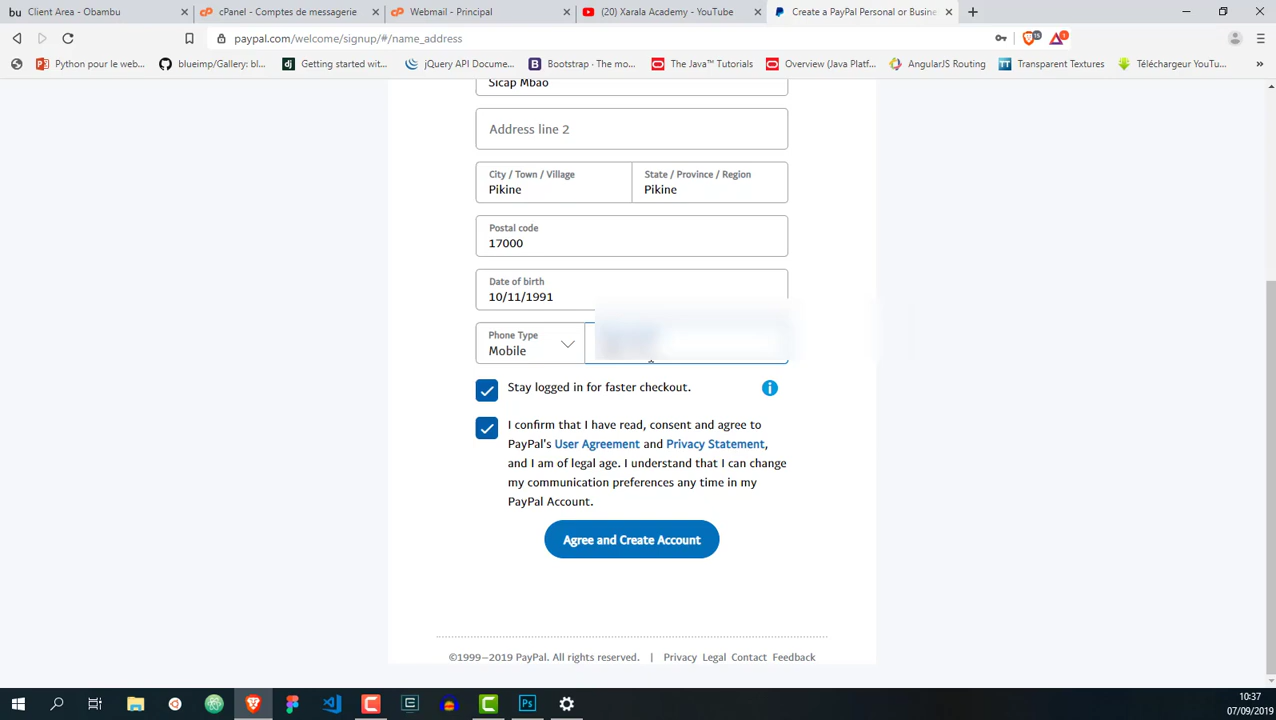 Client Area - Obambu
cPanel - Comptes de messagerie
Webmail - Principal
(20) Xarala Academy - YouTube
Create a PayPal Personal or Busine
paypal.com/welcome/signup/#/name_address
15
1
Python pour le web...
blueimp/Gallery: bl...
Getting started wit...
jQuery API Docume...
Bootstrap · The mo...
The Java™ Tutorials
Overview (Java Platf...
AngularJS Routing
Transparent Textures
Téléchargeur YouTu...
»
Sicap Mbao
Address line 2
City / Town / Village
Pikine
State / Province / Region
Pikine
Postal code
17000
Date of birth
10/11/1991
Phone Type
Mobile
Stay logged in for faster checkout.
I confirm that I have read, consent and agree to
PayPal's User Agreement and Privacy Statement,
and I am of legal age. I understand that I can change
my communication preferences any time in my
PayPal Account.
Agree and Create Account
©1999–2019 PayPal. All rights reserved. | Privacy Legal Contact Feedback
10:37
07/09/2019